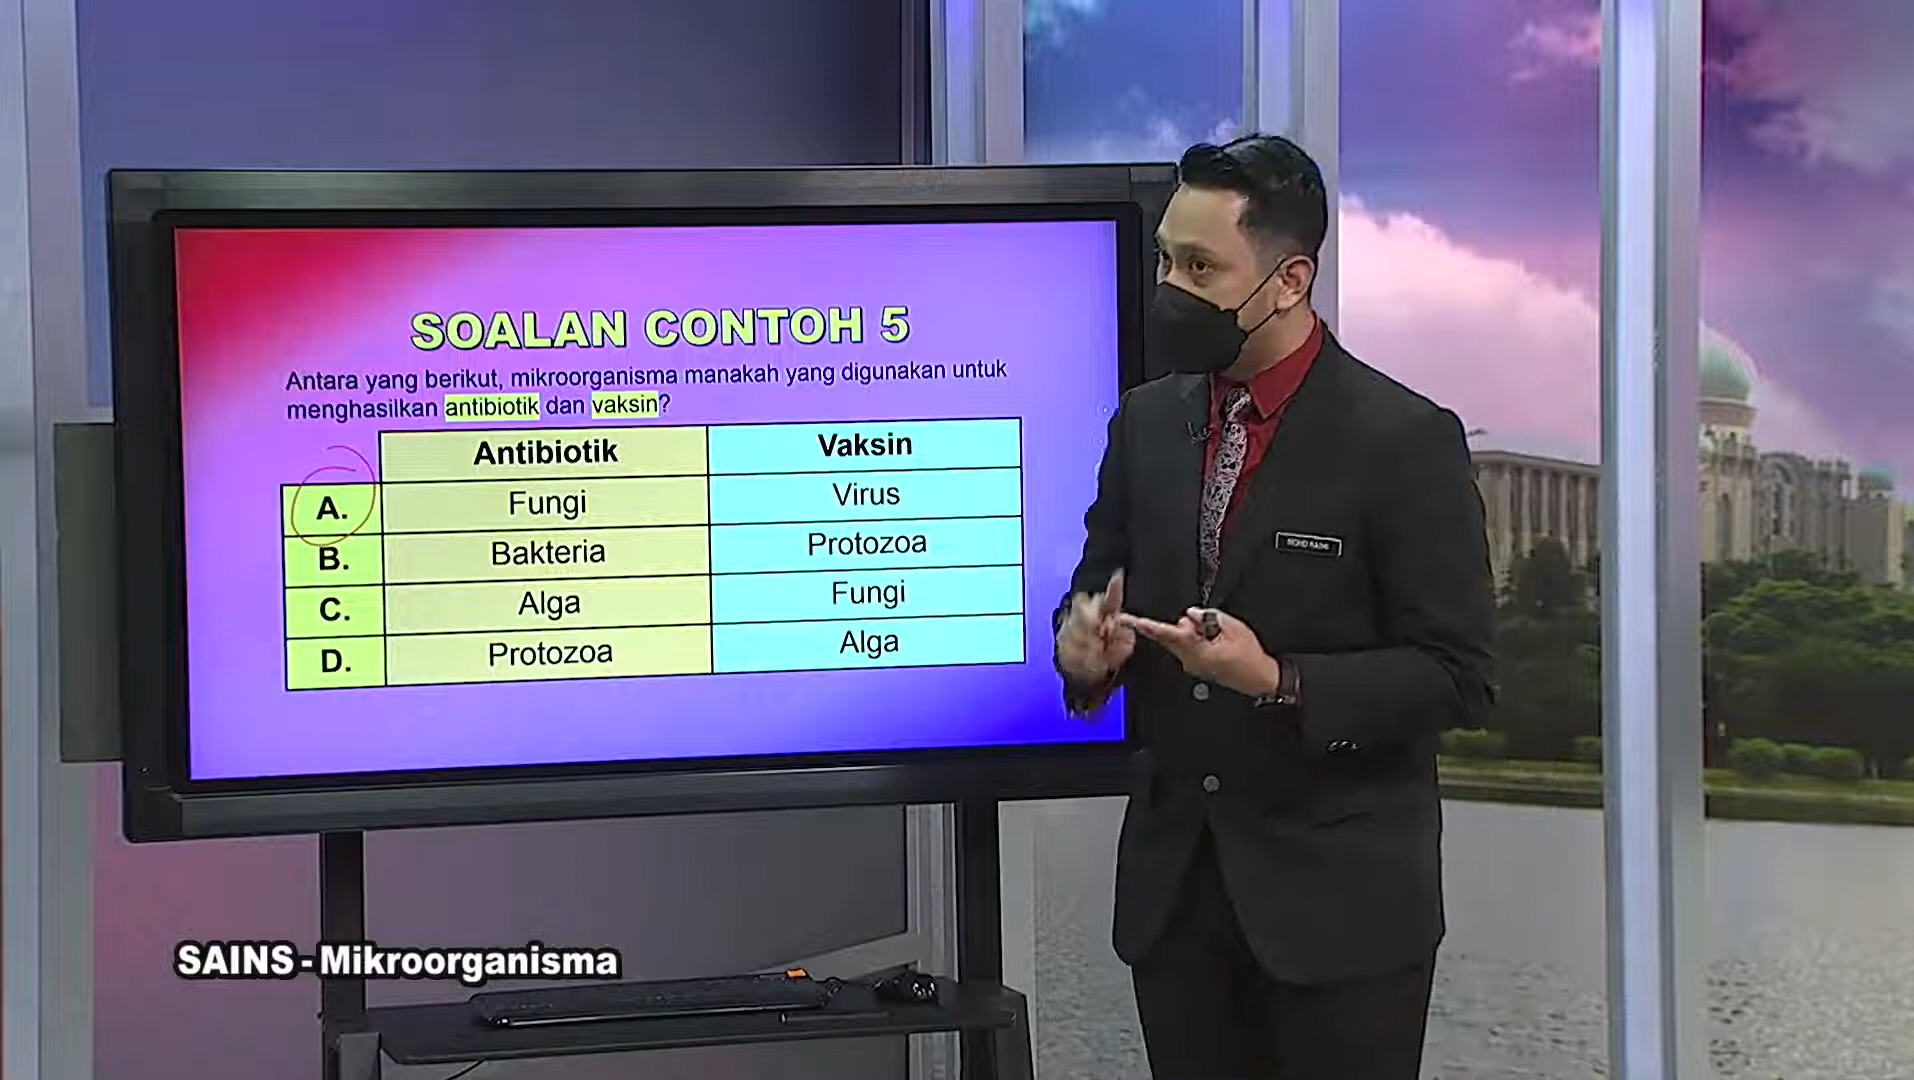 SOALAN CONTOH 5
Antara yang berikut, mikroorganisma manakah yang digunakan untuk
menghasilkan antibiotik dan vaksin?
Antibiotik Vaksin
A. Fungi Virus
B. Bakteria Protozoa
C. Alga Fungi
D. Protozoa Alga
SAINS - Mikroorganisma